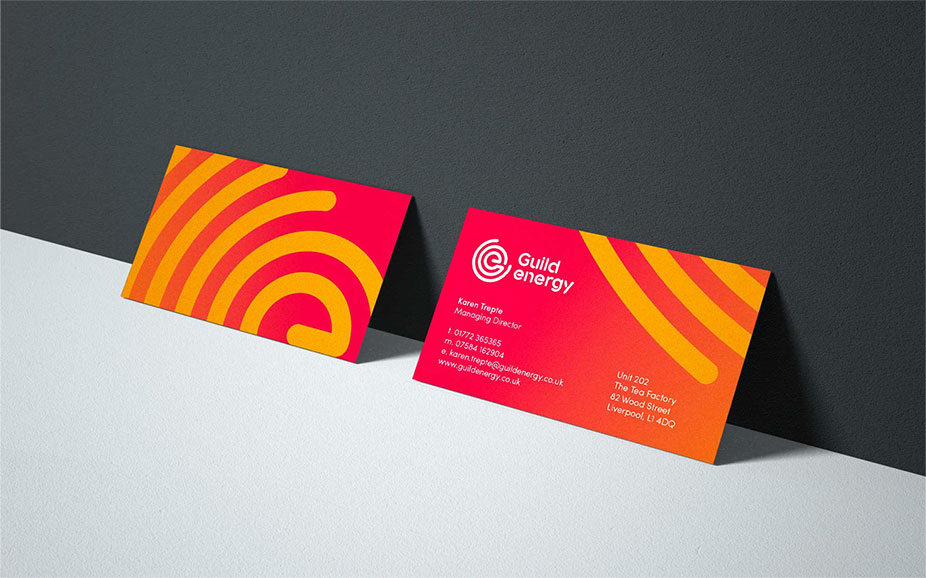 Guild
energy
Karen Trepte
Managing Director
t. 01772 365365
m. 07584 162904
e. karen.trepte@guildenergy.co.uk
www.guildenergy.co.uk
Unit 202
The Tea Factory
82 Wood Street
Liverpool, L1 4DQ